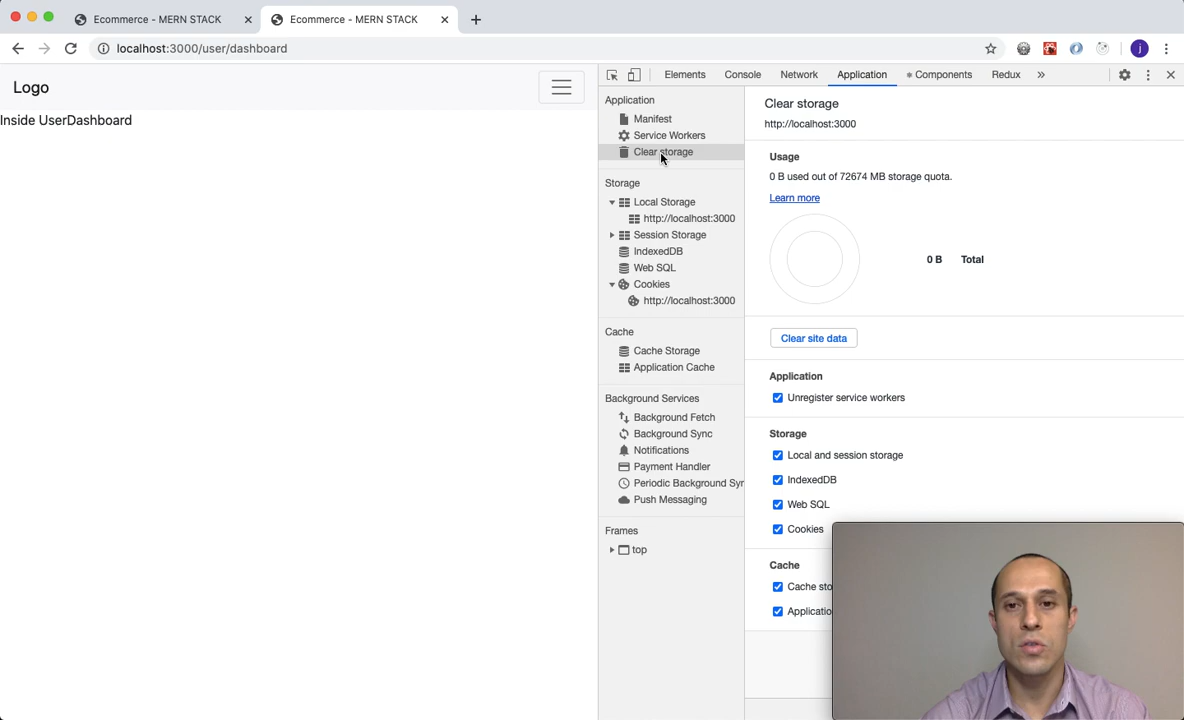 Ecommerce - MERN STACK
Ecommerce - MERN STACK
localhost:3000/user/dashboard
j
Logo
Inside UserDashboard
Elements Console Network Application Components Redux
Application
Manifest
Service Workers
Clear storage
Storage
Local Storage
http://localhost:3000
Session Storage
IndexedDB
Web SQL
Cookies
http://localhost:3000
Cache
Cache Storage
Application Cache
Background Services
Background Fetch
Background Sync
Notifications
Payment Handler
Periodic Background Syn
Push Messaging
Frames
top
Clear storage
http://localhost:3000
Usage
0 B used out of 72674 MB storage quota.
Learn more
0 B Total
Clear site data
Application
Unregister service workers
Storage
Local and session storage
IndexedDB
Web SQL
Cookies
Cache
Cache sto
Applicatio